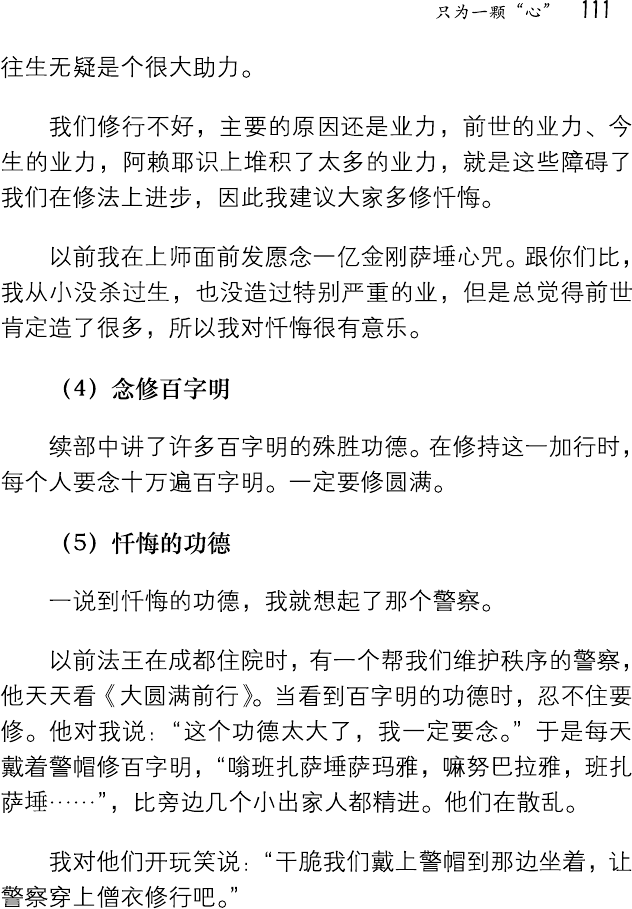 只为一颗“心” 111
往生无疑是个很大助力。
我们修行不好，主要的原因还是业力，前世的业力、今
生的业力，阿赖耶识上堆积了太多的业力，就是这些障碍了
我们在修法上进步，因此我建议大家多修忏悔。
以前我在上师面前发愿念一亿金刚萨埵心咒。跟你们比，
我从小没杀过生，也没造过特别严重的业，但是总觉得前世
肯定造了很多，所以我对忏悔很有意乐。
（4）念修百字明
续部中讲了许多百字明的殊胜功德。在修持这一加行时，
每个人要念十万遍百字明。一定要修圆满。
（5）忏悔的功德
一说到忏悔的功德，我就想起了那个警察。
以前法王在成都住院时，有一个帮我们维护秩序的警察，
他天天看《大圆满前行》。当看到百字明的功德时，忍不住要
修。他对我说：“这个功德太大了，我一定要念。”于是每天
戴着警帽修百字明，“嗡班扎萨埵萨玛雅，嘛努巴拉雅，班扎
萨埵……”，比旁边几个小出家人都精进。他们在散乱。
我对他们开玩笑说：“干脆我们戴上警帽到那边坐着，让
警察穿上僧衣修行吧。”